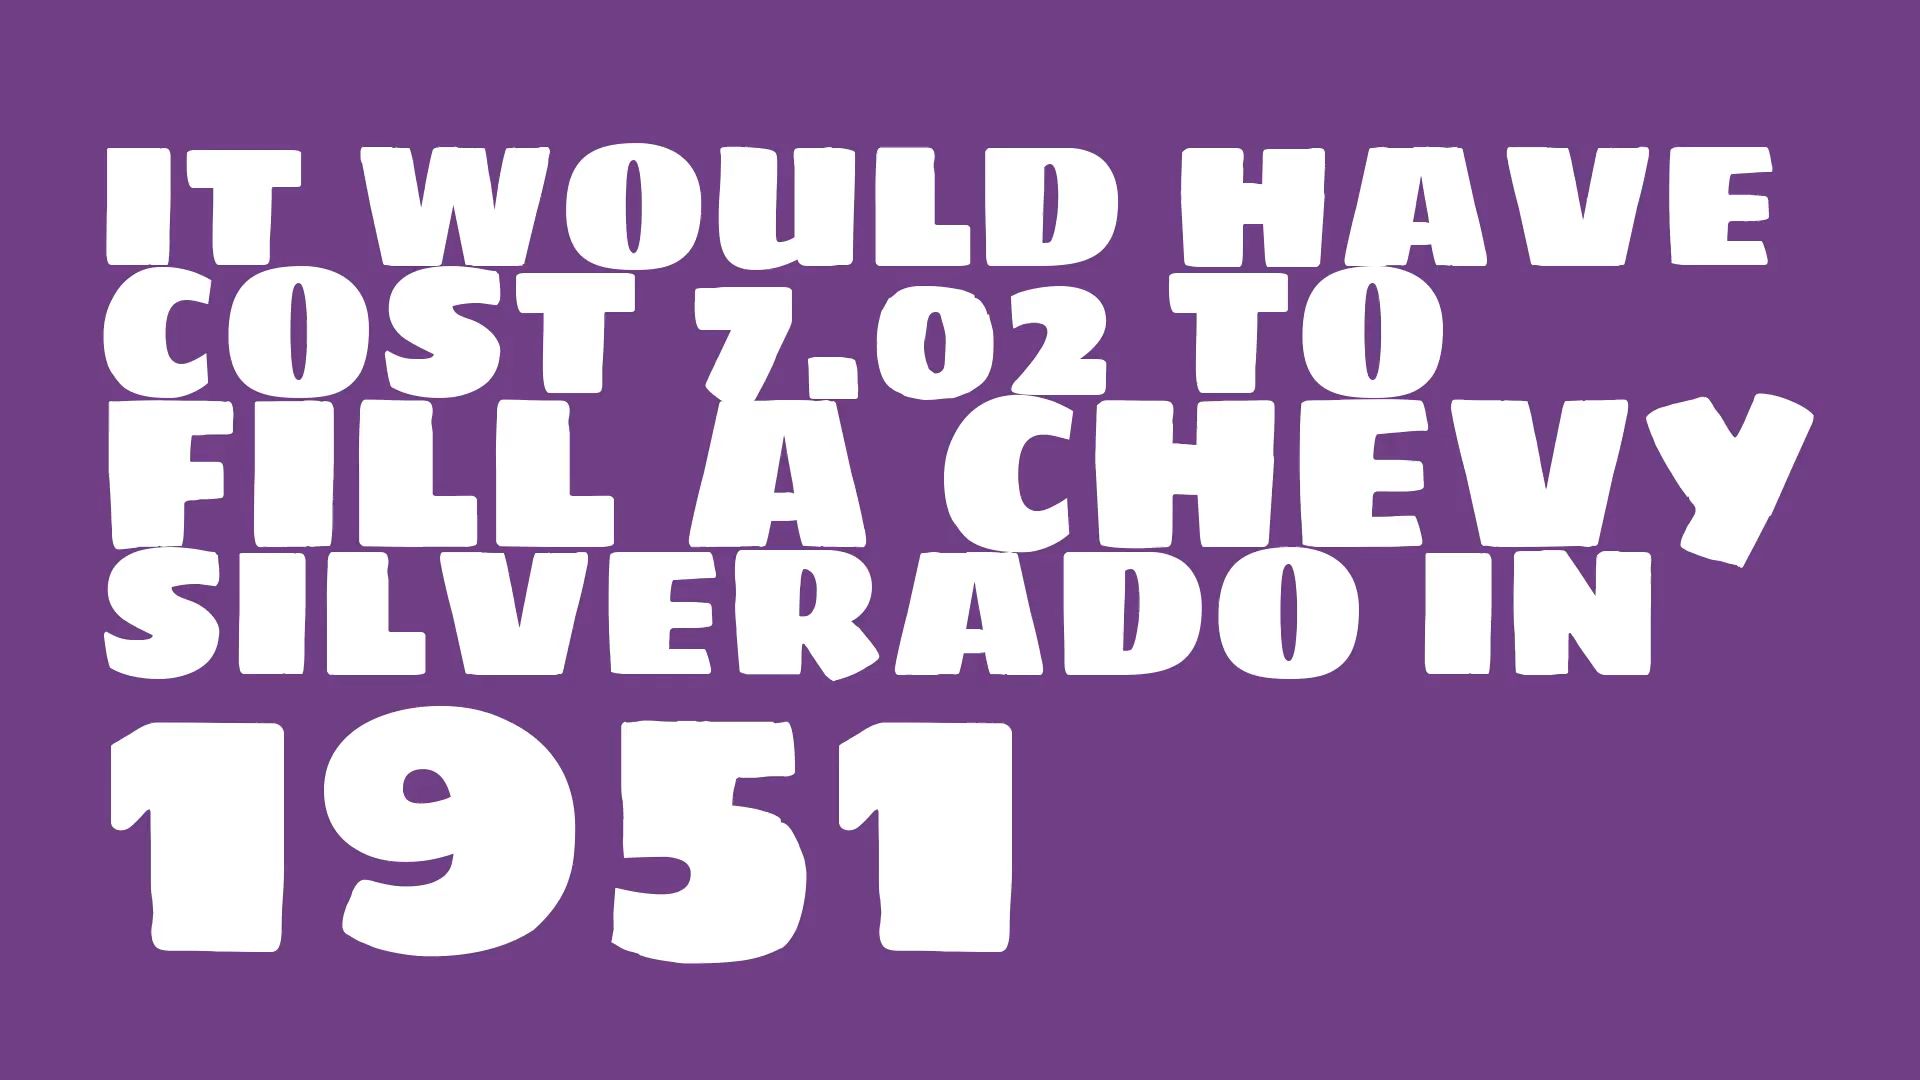 IT WOULD HAVE
COST 7.02 TO
FILL A CHEVY
SILVERADO IN
1951